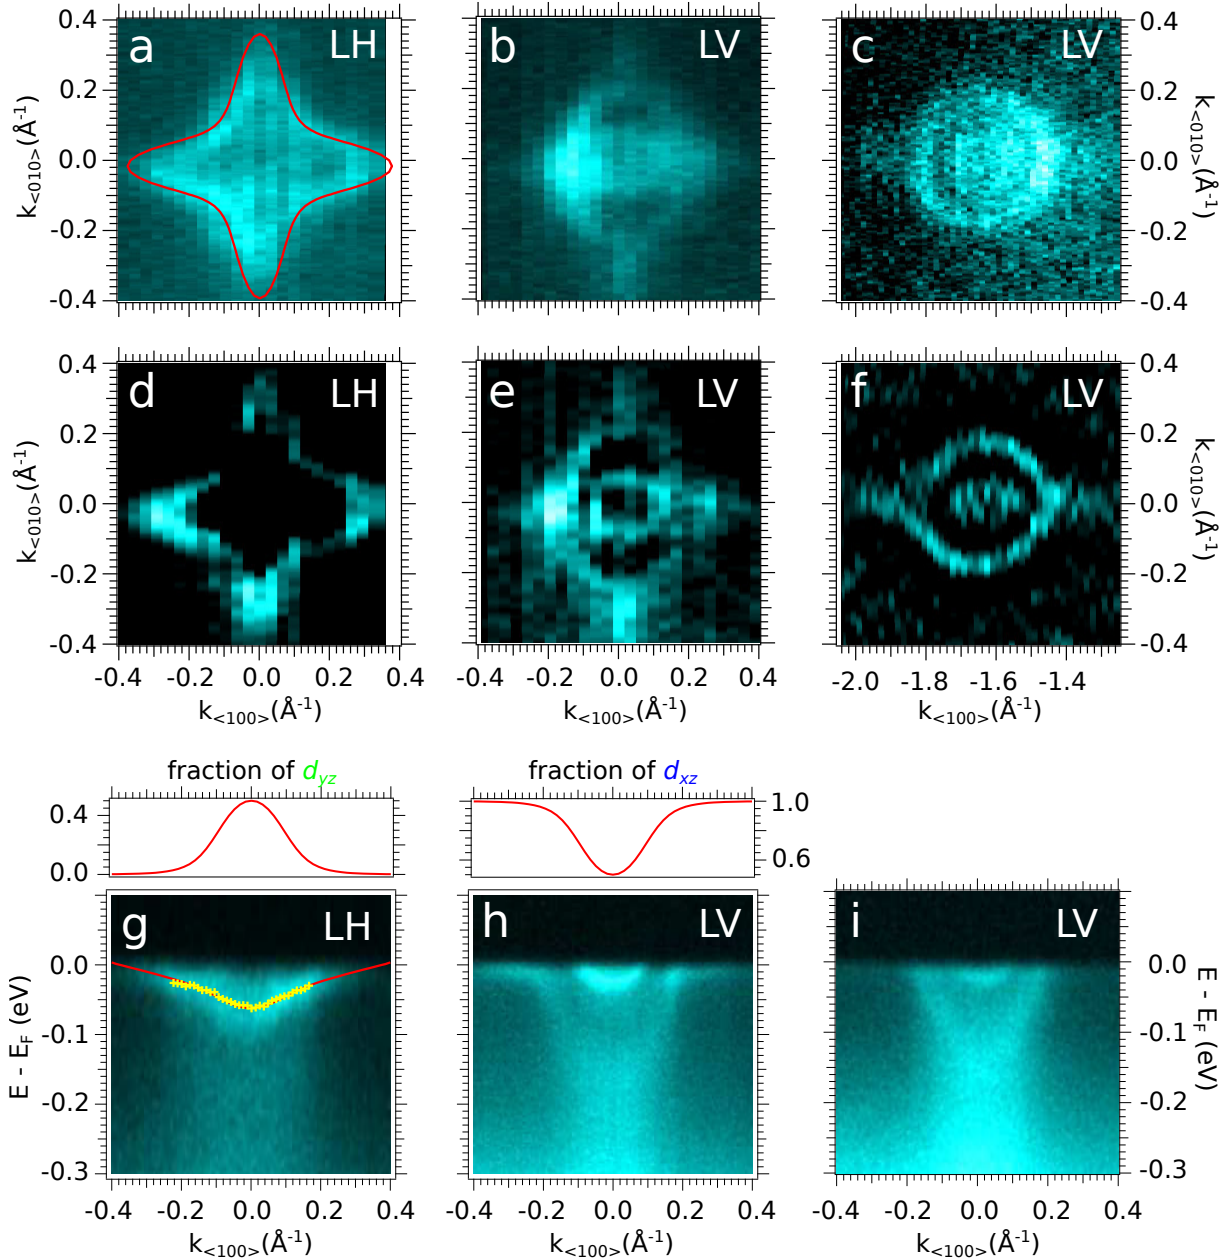 a LH
b LV
c LV
0.4
0.2
0.0
-0.2
-0.4
k<010>(Å-1)
0.4
0.2
0.0
-0.2
-0.4
k<010>(Å-1)
d LH
e LV
f LV
0.4
0.2
0.0
-0.2
-0.4
k<010>(Å-1)
0.4
0.2
0.0
-0.2
-0.4
k<010>(Å-1)
-0.4 -0.2 0.0 0.2 0.4
k<100>(Å-1)
-0.4 -0.2 0.0 0.2 0.4
k<100>(Å-1)
-2.0 -1.8 -1.6 -1.4
k<100>(Å-1)
fraction of dyz
0.4
0.0
fraction of dxz
1.0
0.6
g LH
h LV
i LV
0.0
-0.1
-0.2
-0.3
E - EF (eV)
0.0
-0.1
-0.2
-0.3
E - EF (eV)
-0.4 -0.2 0.0 0.2 0.4
k<100>(Å-1)
-0.4 -0.2 0.0 0.2 0.4
k<100>(Å-1)
-0.4 -0.2 0.0 0.2 0.4
k<100>(Å-1)